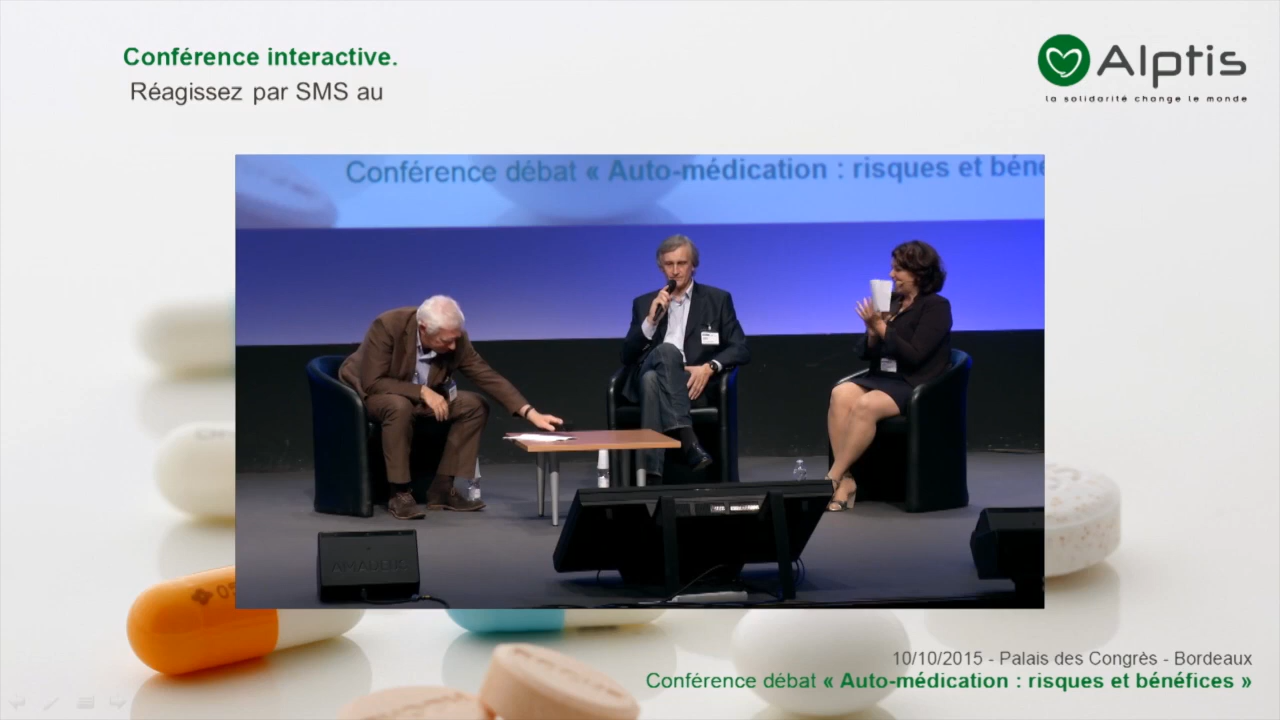 Conférence interactive.
Réagissez par SMS au
Alptis
la solidarité change le monde
Conférence débat « Auto-médication : risques et béné
AMADEUS
10/10/2015 - Palais des Congrès - Bordeaux
Conférence débat « Auto-médication : risques et bénéfices »